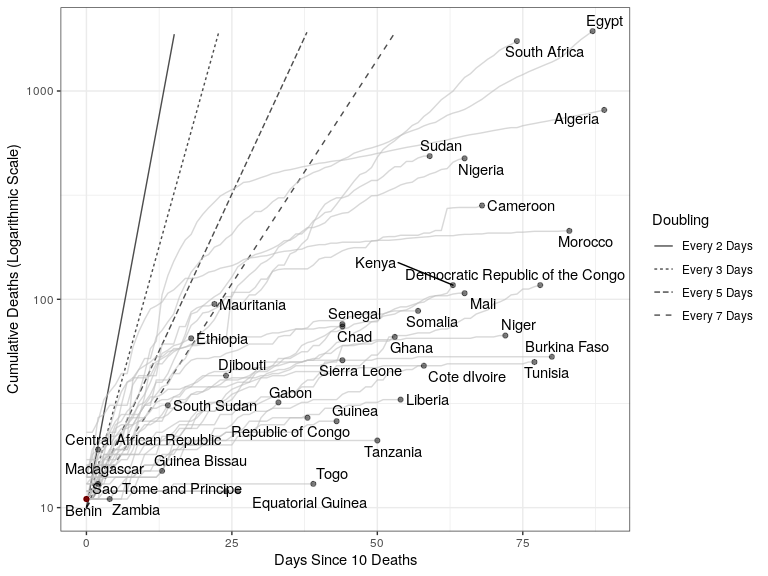 Egypt
South Africa
1000
Algeria
Sudan
Nigeria
Cameroon
Doubling
Every 2 Days
Morocco
Kenya
Every 3 Days
Democratic Republic of the Congo
Every 5 Days
100
Mauritania
Mali
Senegal
Somalia
Every 7 Days
Niger
Ethiopia
Chad
Ghana
Burkina Faso
Djibouti
Sierra Leone
Cote dIvoire
Tunisia
Gabon
South Sudan
Guinea
Liberia
Central African Republic
Republic of Congo
Tanzania
Madagascar
Guinea Bissau
Togo
Sao Tome and Principe
Equatorial Guinea
10
Benin
Zambia
0
25
50
75
Days Since 10 Deaths
Cumulative Deaths (Logarithmic Scale)